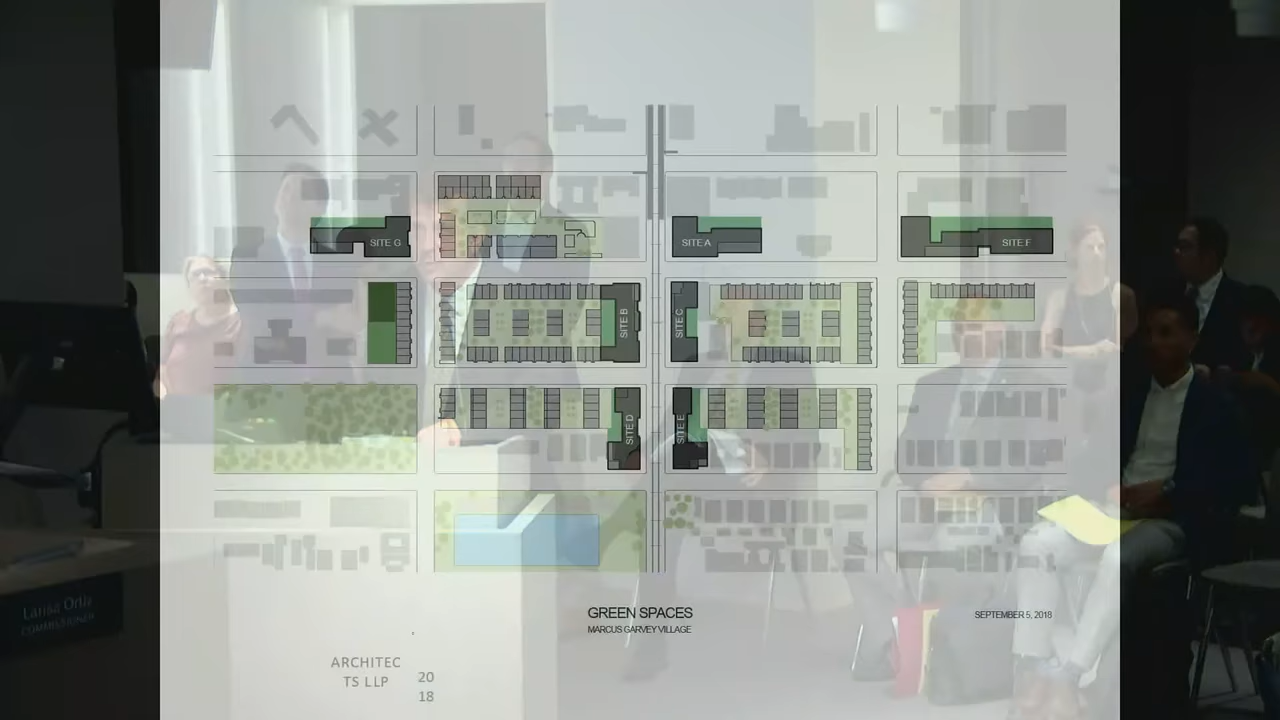 SITE G
SITE A
SITE F
SITE B
SITE C
SITE D
SITE E
Larisa Ortiz
COMMISSIONER
GREEN SPACES
SEPTEMBER 5, 2018
MARCUS GARVEY VILLAGE
ARCHITEC
TS LLP
20
18